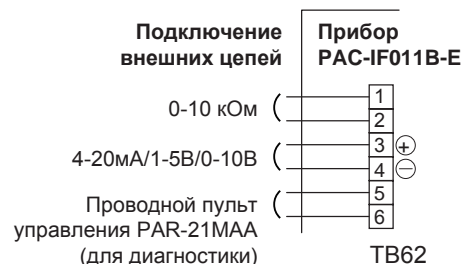 Подключение
внешних цепей
Прибор
PAC-IF011B-E
0-10 кОм
1
2
4-20мА/1-5В/0-10В
3 +
4 −
Проводной пульт
управления PAR-21MAA
(для диагностики)
5
6
TB62